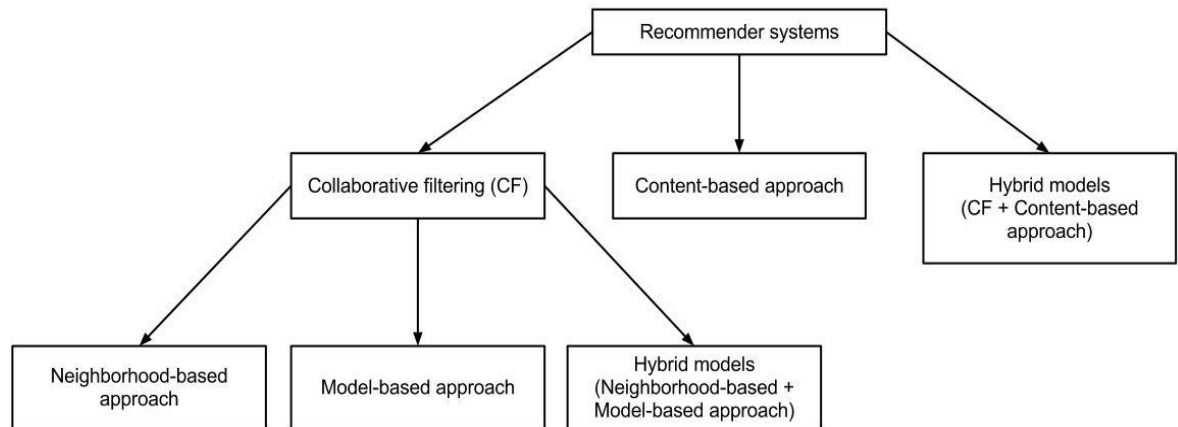 Recommender systems
Collaborative filtering (CF)
Content-based approach
Hybrid models
(CF + Content-based
approach)
Neighborhood-based
approach
Model-based approach
Hybrid models
(Neighborhood-based +
Model-based approach)